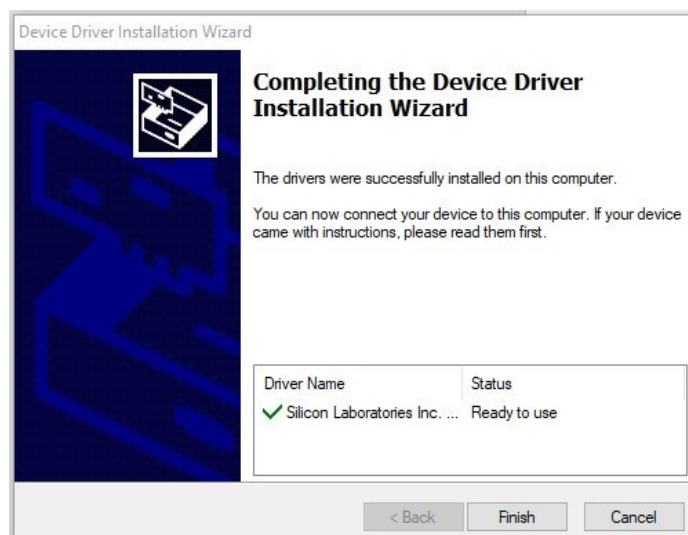 Device Driver Installation Wizard
Completing the Device Driver
Installation Wizard
The drivers were successfully installed on this computer.
You can now connect your device to this computer. If your device
came with instructions, please read them first.
Driver Name Status
Silicon Laboratories Inc. ... Ready to use
< Back Finish Cancel